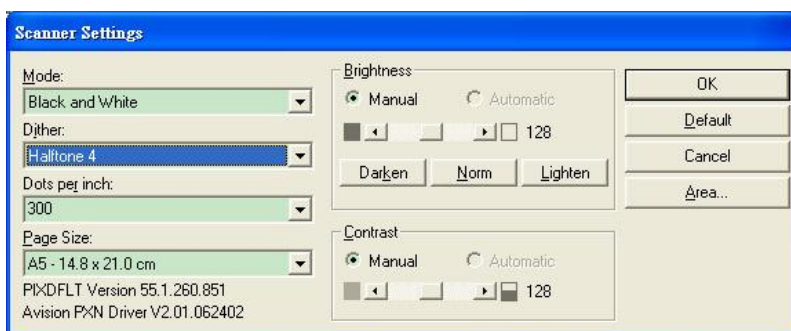 Scanner Settings
Mode:
Black and White
Dither:
Halftone 4
Dots per inch:
300
Page Size:
A5 - 14.8 x 21.0 cm
PIXDFLT Version 55.1.260.851
Avision PXN Driver V2.01.062402
Brightness
Manual
Automatic
128
Darken
Norm
Lighten
Contrast
Manual
Automatic
128
OK
Default
Cancel
Area...